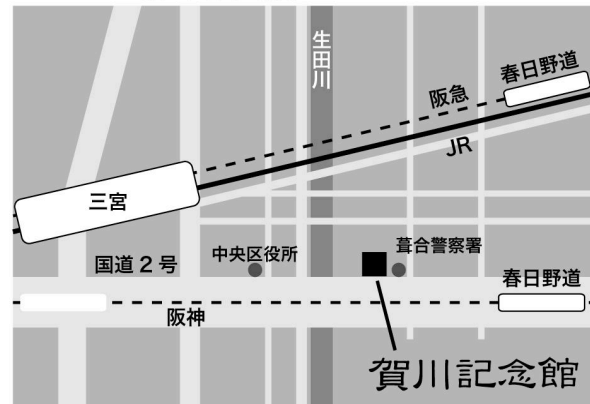 生田川
春日野道
阪急
JR
三宮
国道2号
中央区役所
葺合警察署
春日野道
阪神
賀川記念館